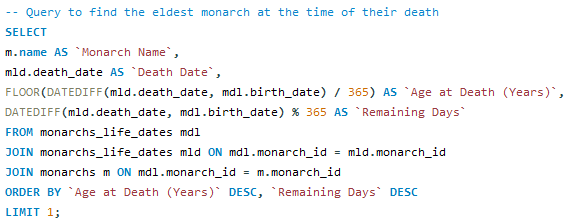 -- Query to find the eldest monarch at the time of their death
SELECT
m.name AS `Monarch Name`,
mld.death_date AS `Death Date`,
FLOOR(DATEDIFF(mld.death_date, mdl.birth_date) / 365) AS `Age at Death (Years)`,
DATEDIFF(mld.death_date, mdl.birth_date) % 365 AS `Remaining Days`
FROM monarchs_life_dates mdl
JOIN monarchs_life_dates mld ON mdl.monarch_id = mld.monarch_id
JOIN monarchs m ON mdl.monarch_id = m.monarch_id
ORDER BY `Age at Death (Years)` DESC, `Remaining Days` DESC
LIMIT 1;